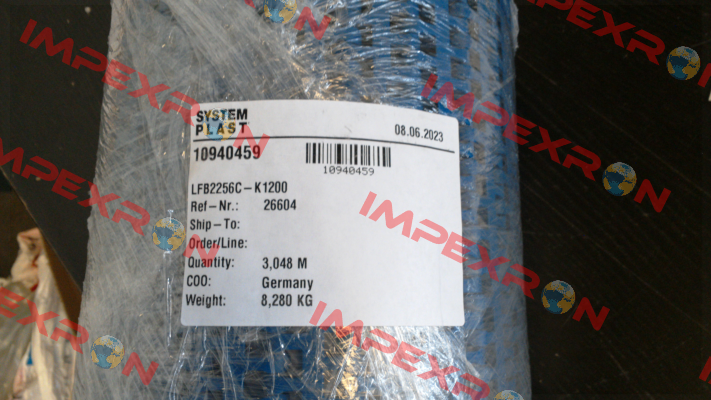 SYSTEM
PLAST
08.06.2023
10940459
10940459
LFB2256C-K1200
Ref-Nr.: 26604
Ship-To:
Order/Line:
Quantity: 3,048 M
COO: Germany
Weight: 8,280 KG
IMPEXRON
IMPEXRON
IMPEXRON
IMPEXRON
IMPEXRON
IMPEXRON